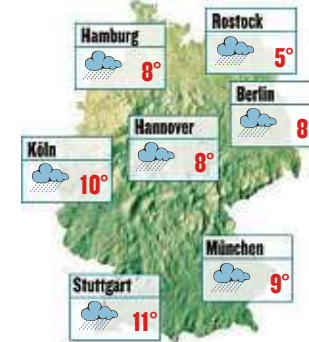 Rostock
5°
Hamburg
8°
Berlin
8°
Hannover
8°
Köln
10°
München
9°
Stuttgart
11°